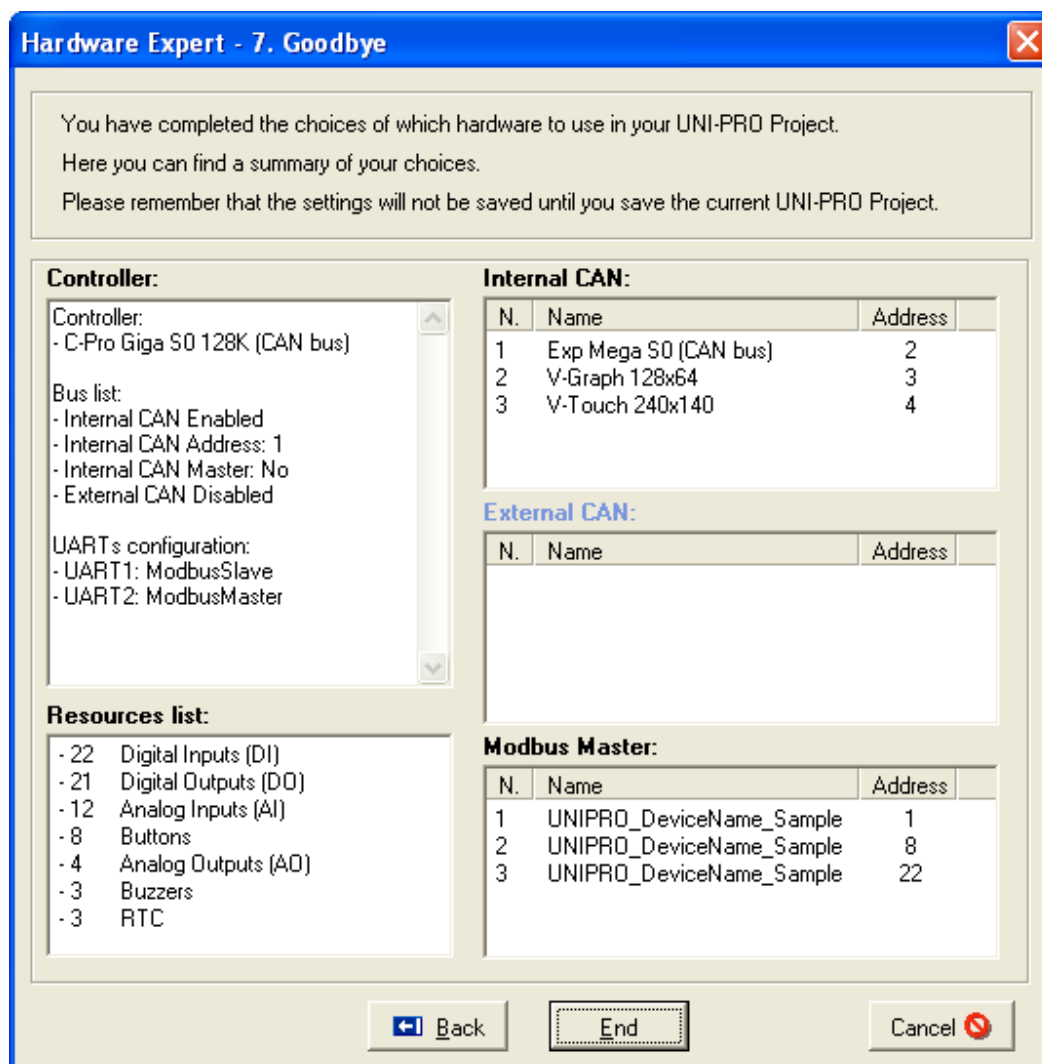 Hardware Expert - 7. Goodbye
You have completed the choices of which hardware to use in your UNI-PRO Project.
Here you can find a summary of your choices.
Please remember that the settings will not be saved until you save the current UNI-PRO Project.
Controller:
Controller:
- C-Pro Giga S0 128K (CAN bus)
Bus list:
- Internal CAN Enabled
- Internal CAN Address: 1
- Internal CAN Master: No
- External CAN Disabled
UARTs configuration:
- UART1: ModbusSlave
- UART2: ModbusMaster
Resources list:
- 22 Digital Inputs (DI)
- 21 Digital Outputs (DO)
- 12 Analog Inputs (AI)
- 8 Buttons
- 4 Analog Outputs (AO)
- 3 Buzzers
- 3 RTC
Internal CAN:
N. Name Address
1 Exp Mega S0 (CAN bus) 2
2 V-Graph 128x64 3
3 V-Touch 240x140 4
External CAN:
N. Name Address
Modbus Master:
N. Name Address
1 UNIPRO_DeviceName_Sample 1
2 UNIPRO_DeviceName_Sample 8
3 UNIPRO_DeviceName_Sample 22
Back End Cancel